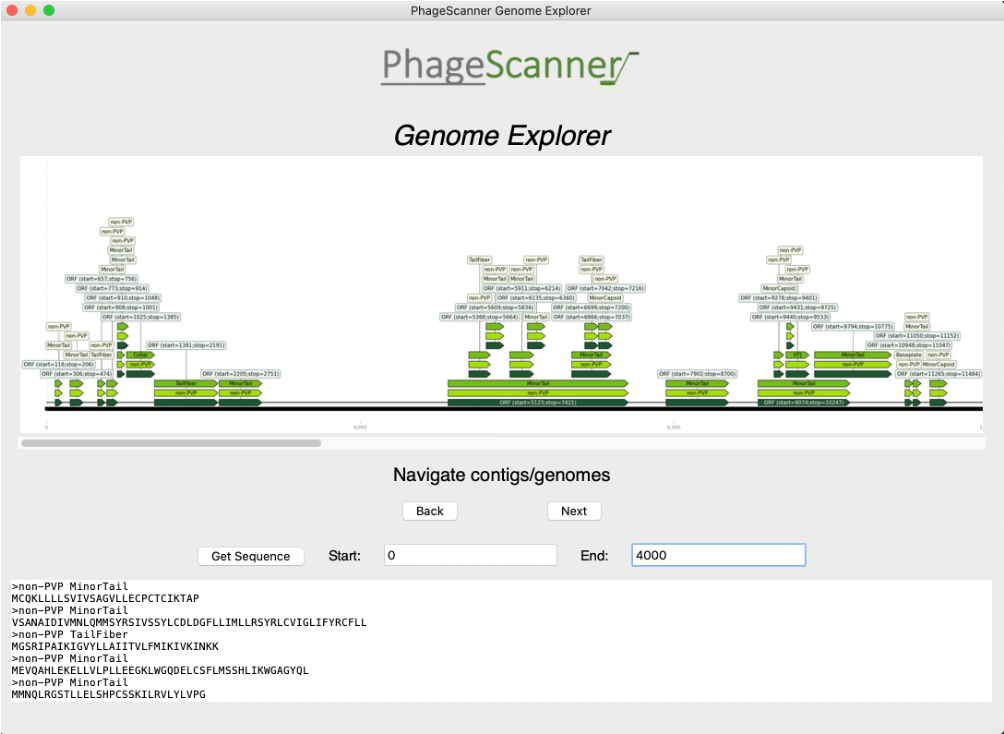 PhageScanner Genome Explorer
PhageScanner
Genome Explorer
non-PVP
non-PVP
non-PVP
MinorTail
MinorTail
MinorTail
ORF (start=657;stop=756)
ORF (start=773;stop=914)
ORF (start=910;stop=1048)
ORF (start=908;stop=1001)
ORF (start=1025;stop=1385)
non-PVP
non-PVP
MinorTail non-PVP
MinorTail TailFiber
ORF (start=116;stop=206)
ORF (start=306;stop=474)
Collar
non-PVP
ORF (start=1381;stop=2191)
ORF (start=2205;stop=2751)
TailFiber MinorTail
non-PVP non-PVP
TailFiber non-PVP
non-PVP non-PVP
MinorTail MinorTail
ORF (start=5911;stop=6214)
non-PVP ORF (start=6135;stop=6360)
ORF (start=5609;stop=5834)
ORF (start=5388;stop=5664) MinorTail
TailFiber
non-PVP
non-PVP
ORF (start=7042;stop=7216)
MinorCapsid
ORF (start=6699;stop=7200)
ORF (start=6866;stop=7037)
MinorTail
non-PVP
MinorTail
non-PVP
ORF (start=5123;stop=7421)
ORF (start=7902;stop=8700)
MinorTail
non-PVP
non-PVP
non-PVP
non-PVP
MinorTail
MinorCapsid
ORF (start=9278;stop=9401)
ORF (start=9431;stop=9725)
ORF (start=9440;stop=9533)
HTJ
ORF (start=9794;stop=10775)
MinorTail
non-PVP
MinorTail
non-PVP
ORF (start=9074;stop=10247)
non-PVP
MinorTail
ORF (start=11050;stop=11152)
ORF (start=10948;stop=11047)
Baseplate non-PVP
non-PVP MinorCapsid
ORF (start=11265;stop=11484)
0 4,000 8,000
Navigate contigs/genomes
Back Next
Get Sequence Start: 0 End: 4000
>non-PVP MinorTail
MCQKLLLLSVIVSAGVLLECPCTCIKTAP
>non-PVP MinorTail
VSANAIDIVMNLQMMSYRSIVSSYLCDLDGFLLIMLLRSYRLCVIGLIFYRCFLL
>non-PVP TailFiber
MGSRIPAIKIGVYLLAIITVLFMIKIVKINKK
>non-PVP MinorTail
MEVQAHLEKELLVLPLLEEGKLWGQDELCSFLMSSHLIKWGAGYQL
>non-PVP MinorTail
MMNQLRGSTLLELSHPCSSKILRVLYLVPG